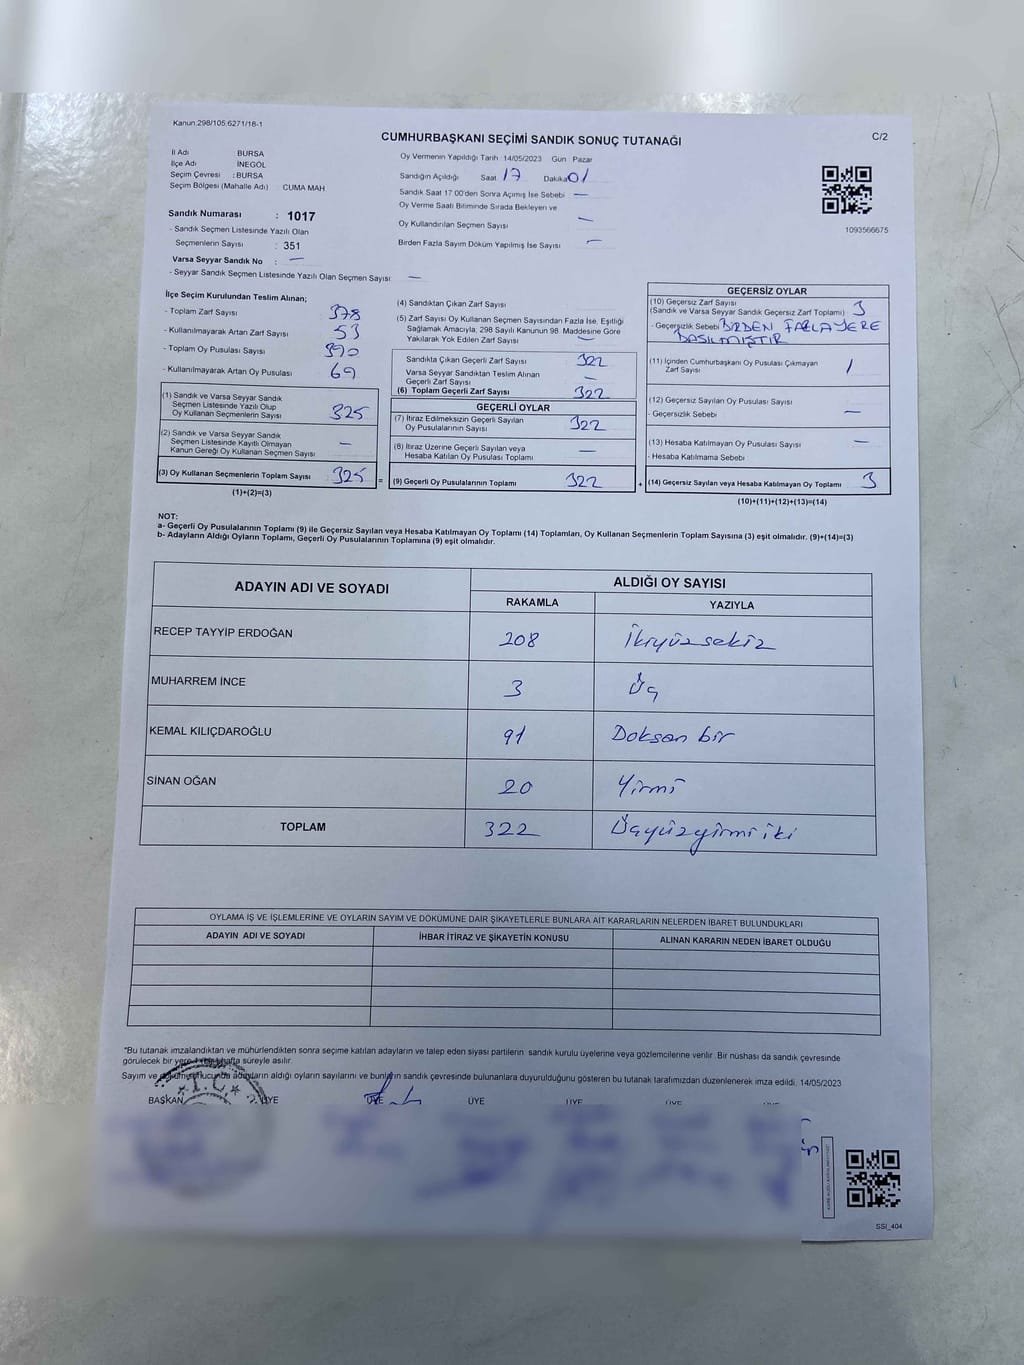 Kanun:298/105,6271/18-1
CUMHURBAŞKANI SEÇİMİ SANDIK SONUÇ TUTANAĞI
C/2
İl Adı BURSA
İlçe Adı İNEGÖL
Seçim Çevresi : BURSA
Seçim Bölgesi (Mahalle Adı) : CUMA MAH
Oy Vermenin Yapıldığı Tarih 14/05/2023 Gün Pazar
Sandığın Açıldığı Saat 17 Dakika 01
Sandık Saat 17:00'den Sonra Açımış İse Sebebi —
Oy Verme Saati Bitiminde Sırada Bekleyen ve
Oy Kullandırılan Seçmen Sayısı —
Birden Fazla Sayım Döküm Yapılmış İse Sayısı —
1093566675
Sandık Numarası : 1017
- Sandık Seçmen Listesinde Yazılı Olan
Seçmenlerin Sayısı : 351
Varsa Seyyar Sandık No : —
- Seyyar Sandık Seçmen Listesinde Yazılı Olan Seçmen Sayısı: —
İlçe Seçim Kurulundan Teslim Alınan;
- Toplam Zarf Sayısı 378
- Kullanılmayarak Artan Zarf Sayısı 53
- Toplam Oy Pusulası Sayısı 390
- Kullanılmayarak Artan Oy Pusulası 69
(1) Sandık ve Varsa Seyyar Sandık
Seçmen Listesinde Yazılı Olup
Oy Kullanan Seçmenlerin Sayısı 325
(2) Sandık ve Varsa Seyyar Sandık
Seçmen Listesinde Kayıtlı Olmayan
Kanun Gereği Oy Kullanan Seçmen Sayısı —
(3) Oy Kullanan Seçmenlerin Toplam Sayısı 325 =
(1)+(2)=(3)
(4) Sandıktan Çıkan Zarf Sayısı
(5) Zarf Sayısı Oy Kullanan Seçmen Sayısından Fazla İse, Eşitliği
Sağlamak Amacıyla; 298 Sayılı Kanunun 98. Maddesine Göre
Yakılarak Yok Edilen Zarf Sayısı —
Sandıkta Çıkan Geçerli Zarf Sayısı 322
Varsa Seyyar Sandıktan Teslim Alınan
Geçerli Zarf Sayısı —
(6) Toplam Geçerli Zarf Sayısı 322
GEÇERLİ OYLAR
(7) İtiraz Edilmeksizin Geçerli Sayılan
Oy Pusulalarının Sayısı 322
(8) İtiraz Üzerine Geçerli Sayılan veya
Hesaba Katılan Oy Pusulası Toplamı —
(9) Geçerli Oy Pusulalarının Toplamı 322 +
GEÇERSİZ OYLAR
(10) Geçersiz Zarf Sayısı
(Sandık ve Varsa Seyyar Sandık Geçersiz Zarf Toplamı) 3
- Geçersizlik Sebebi BİRDEN FAZLA YERE
BASILMIŞTIR
(11) İçinden Cumhurbaşkanı Oy Pusulası Çıkmayan
Zarf Sayısı /
(12) Geçersiz Sayılan Oy Pusulası Sayısı
- Geçersizlik Sebebi —
(13) Hesaba Katılmayan Oy Pusulası Sayısı —
- Hesaba Katılmama Sebebi
(14) Geçersiz Sayılan veya Hesaba Katılmayan Oy Toplamı 3
(10)+(11)+(12)+(13)=(14)
NOT:
a- Geçerli Oy Pusulalarının Toplamı (9) ile Geçersiz Sayılan veya Hesaba Katılmayan Oy Toplamı (14) Toplamları, Oy Kullanan Seçmenlerin Toplam Sayısına (3) eşit olmalıdır. (9)+(14)=(3)
b- Adayların Aldığı Oyların Toplamı, Geçerli Oy Pusulalarının Toplamına (9) eşit olmalıdır.
ADAYIN ADI VE SOYADI
ALDIĞI OY SAYISI
RAKAMLA YAZIYLA
RECEP TAYYİP ERDOĞAN 208 İkiyüzsekiz
MUHARREM İNCE 3 Üç
KEMAL KILIÇDAROĞLU 91 Doksan bir
SİNAN OĞAN 20 Yirmi
TOPLAM 322 Üçyüzyirmi iki
OYLAMA İŞ VE İŞLEMLERİNE VE OYLARIN SAYIM VE DÖKÜMÜNE DAİR ŞİKAYETLERLE BUNLARA AİT KARARLARIN NELERDEN İBARET BULUNDUKLARI
ADAYIN ADI VE SOYADI İHBAR İTİRAZ VE ŞİKAYETİN KONUSU ALINAN KARARIN NEDEN İBARET OLDUĞU
"Bu tutanak imzalandıktan ve mühürlendikten sonra seçime katılan adayların ve talep eden siyasi partilerin sandık kurulu üyelerine veya gözlemcilerine verilir. Bir nüshası da sandık çevresinde
görülecek bir yere hafta süreyle asılır.
Sayım ve adayların aldığı oyların sayılarını ve bunların sandık çevresinde bulunanlara duyurulduğunu gösteren bu tutanak tarafımızdan düzenlenerek imza edildi. 14/05/2023
BAŞKAN ÜYE ÜYE ÜYE ÜYE ÜYE
T.C.
SSİ_404